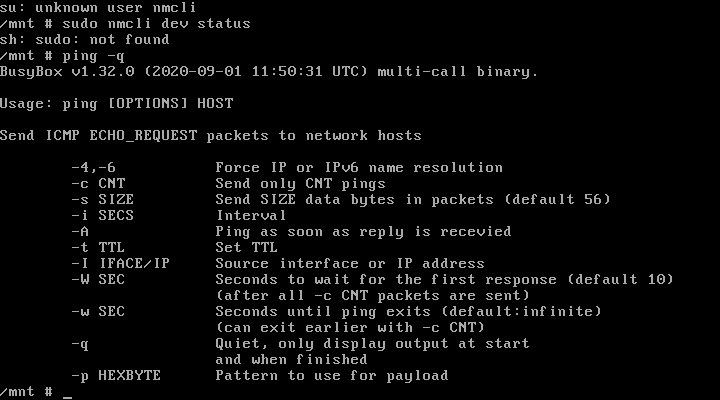 su: unknown user nmcli
/mnt # sudo nmcli dev status
sh: sudo: not found
/mnt # ping -q
BusyBox v1.32.0 (2020-09-01 11:50:31 UTC) multi-call binary.
Usage: ping [OPTIONS] HOST
Send ICMP ECHO_REQUEST packets to network hosts
-4,-6 Force IP or IPv6 name resolution
-c CNT Send only CNT pings
-s SIZE Send SIZE data bytes in packets (default 56)
-i SECS Interval
-A Ping as soon as reply is recevied
-t TTL Set TTL
-I IFACE/IP Source interface or IP address
-W SEC Seconds to wait for the first response (default 10)
(after all -c CNT packets are sent)
-w SEC Seconds until ping exits (default:infinite)
(can exit earlier with -c CNT)
-q Quiet, only display output at start
and when finished
-p HEXBYTE Pattern to use for payload
/mnt # _